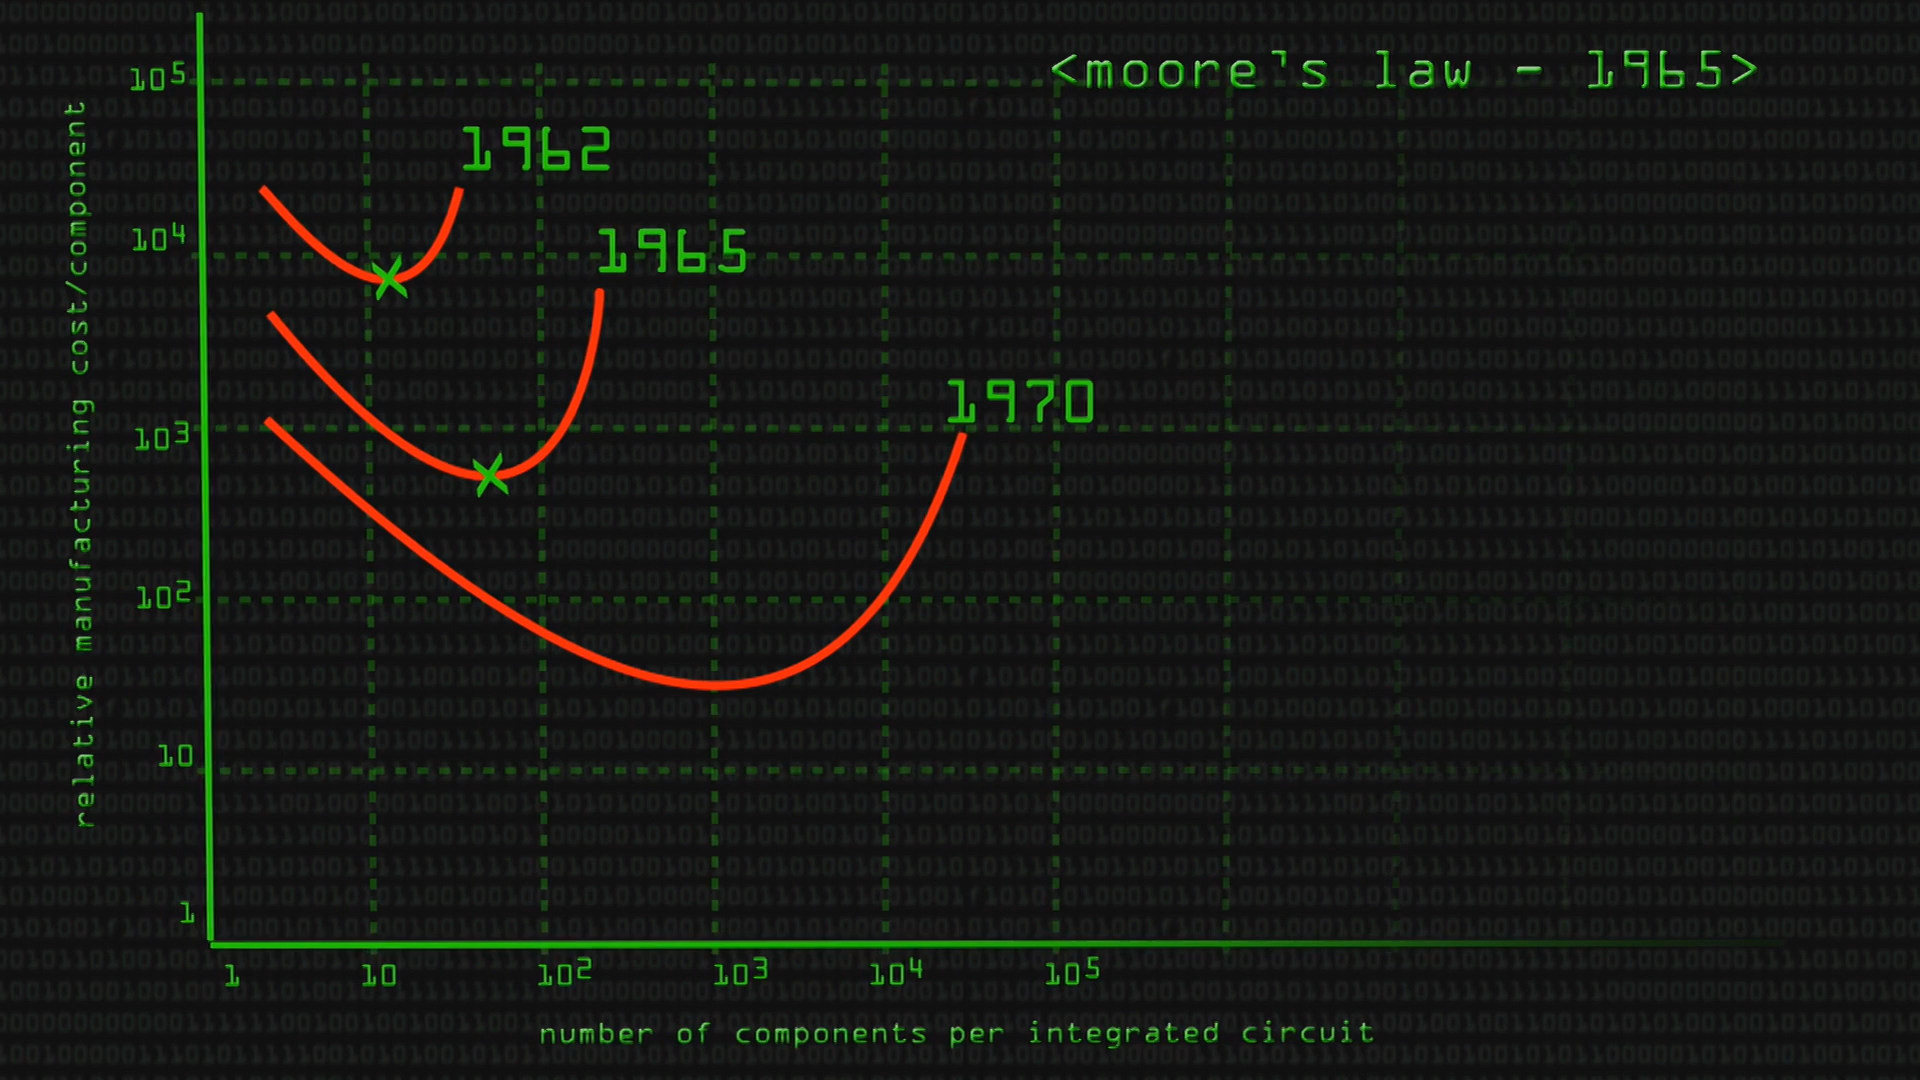 <moore's law - 1965>
10⁵
1962
10⁴
1965
1970
10³
10²
10
1
relative manufacturing cost/component
1 10 10² 10³ 10⁴ 10⁵
number of components per integrated circuit